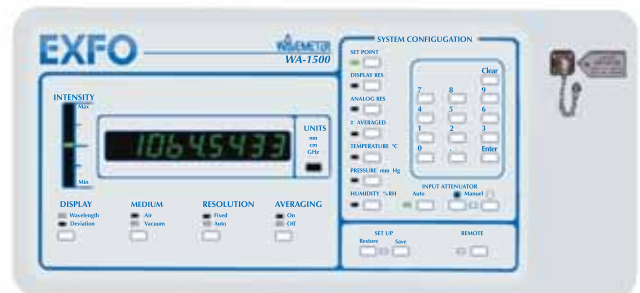 EXFO
WAVEMETER
WA-1500
INTENSITY
Max
Min
1064.5433
UNITS
nm
cm
GHz
DISPLAY
Wavelength
Deviation
MEDIUM
Air
Vacuum
RESOLUTION
Fixed
Auto
AVERAGING
On
Off
SYSTEM CONFIGUGATION
SET POINT
DISPLAY RES
ANALOG RES
# AVERAGED
TEMPERATURE °C
PRESSURE mm Hg
HUMIDITY %RH
Clear
7 8 9
4 5 6
1 2 3
0 . Enter
INPUT ATTENUATOR
Auto Manuel
SET UP
Restore Save
REMOTE